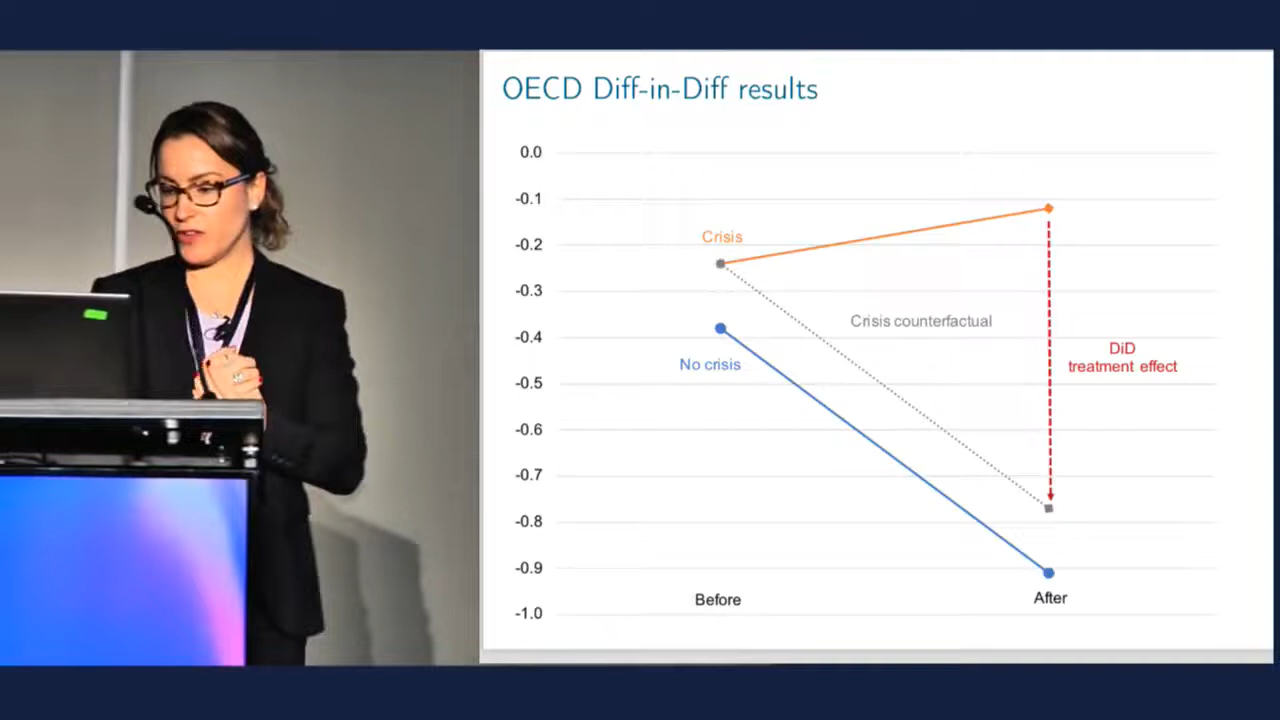 OECD Diff-in-Diff results
0.0
-0.1
-0.2
-0.3
-0.4
-0.5
-0.6
-0.7
-0.8
-0.9
-1.0
Crisis
Crisis counterfactual
No crisis
DiD
treatment effect
Before
After